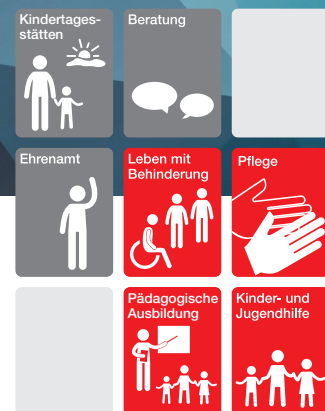 Kindertages-
stätten
Beratung
Ehrenamt
Leben mit
Behinderung
Pflege
Pädagogische
Ausbildung
Kinder- und
Jugendhilfe